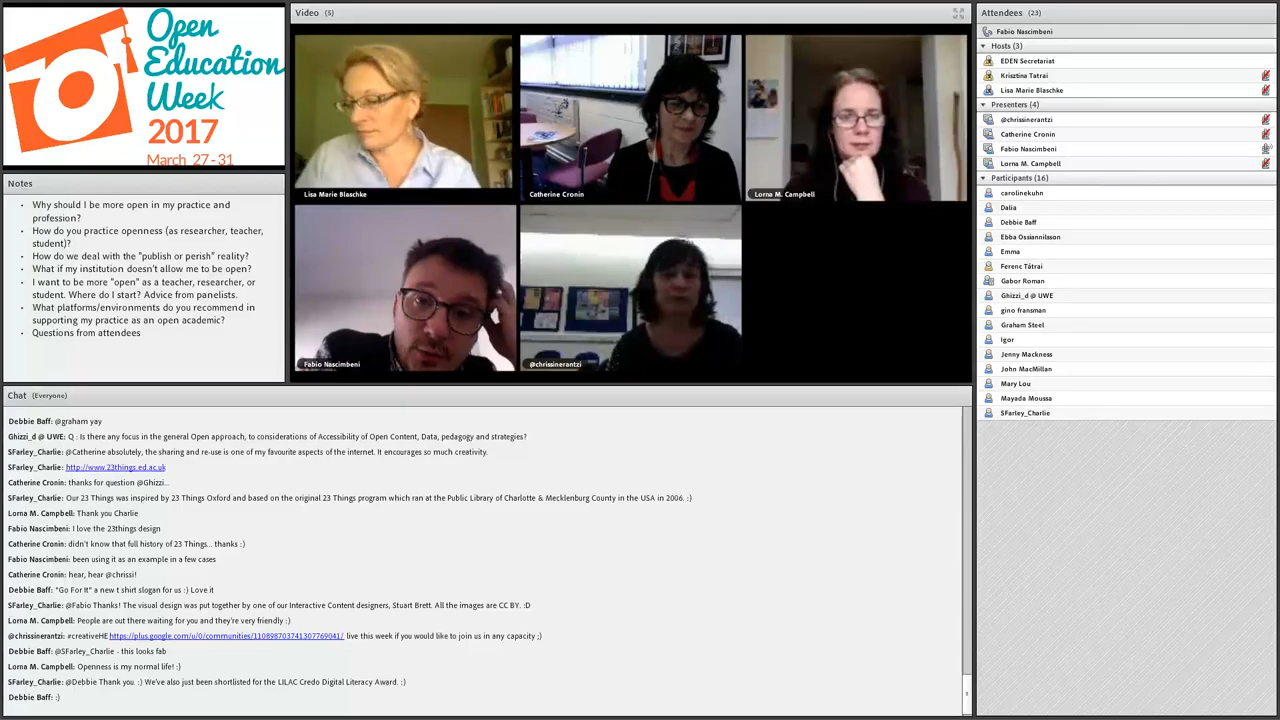 Open
Education
Week
2017
March 27-31
Notes
• Why should I be more open in my practice and
profession?
• How do you practice openness (as researcher, teacher,
student)?
• How do we deal with the "publish or perish" reality?
• What if my institution doesn't allow me to be open?
• I want to be more "open" as a teacher, researcher, or
student. Where do I start? Advice from panelists.
• What platforms/environments do you recommend in
supporting my practice as an open academic?
• Questions from attendees
Video (5)
Lisa Marie Blaschke
Catherine Cronin
Lorna M. Campbell
Fabio Nascimbeni
@chrissinerantzi
Chat (Everyone)
Debbie Baff: @graham yay
Ghizzi_d @ UWE: Q : Is there any focus in the general Open approach, to considerations of Accessibility of Open Content, Data, pedagogy and strategies?
SFarley_Charlie: @Catherine absolutely, the sharing and re-use is one of my favourite aspects of the internet. It encourages so much creativity.
SFarley_Charlie: http://www.23things.ed.ac.uk
Catherine Cronin: thanks for question @Ghizzi...
SFarley_Charlie: Our 23 Things was inspired by 23 Things Oxford and based on the original 23 Things program which ran at the Public Library of Charlotte & Mecklenburg County in the USA in 2006. :)
Lorna M. Campbell: Thank you Charlie
Fabio Nascimbeni: I love the 23things design
Catherine Cronin: didn't know that full history of 23 Things... thanks :)
Fabio Nascimbeni: been using it as an example in a few cases
Catherine Cronin: hear, hear @chrissi!
Debbie Baff: "Go For It" a new t shirt slogan for us :) Love it
SFarley_Charlie: @Fabio Thanks! The visual design was put together by one of our Interactive Content designers, Stuart Brett. All the images are CC BY. :D
Lorna M. Campbell: People are out there waiting for you and they're very friendly :)
@chrissinerantzi: #creativeHE https://plus.google.com/u/0/communities/110898703741307769041/ live this week if you would like to join us in any capacity ;)
Debbie Baff: @SFarley_Charlie - this looks fab
Lorna M. Campbell: Openness is my normal life! :}
SFarley_Charlie: @Debbie Thank you. :) We've also just been shortlisted for the LILAC Credo Digital Literacy Award. :)
Debbie Baff: :)
Attendees (23)
Fabio Nascimbeni
Hosts (3)
EDEN Secretariat
Krisztina Tatrai
Lisa Marie Blaschke
Presenters (4)
@chrissinerantzi
Catherine Cronin
Fabio Nascimbeni
Lorna M. Campbell
Participants (16)
carolinekuhn
Dalia
Debbie Baff
Ebba Ossiannilsson
Emma
Ferenc Tátrai
Gabor Roman
Ghizzi_d @ UWE
gino fransman
Graham Steel
Igor
Jenny Mackness
John MacMillan
Mary Lou
Mayada Moussa
SFarley_Charlie